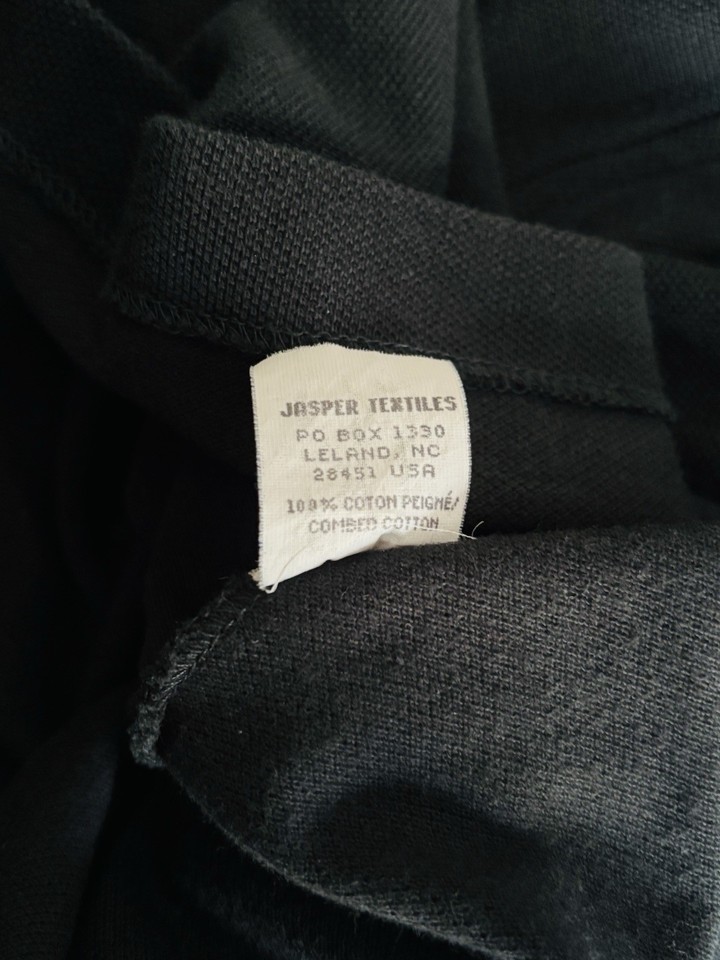 JASPER TEXTILES
PO BOX 1330
LELAND, NC
28451 USA
100% COTON PEIGNÉ/
COMBED COTTON